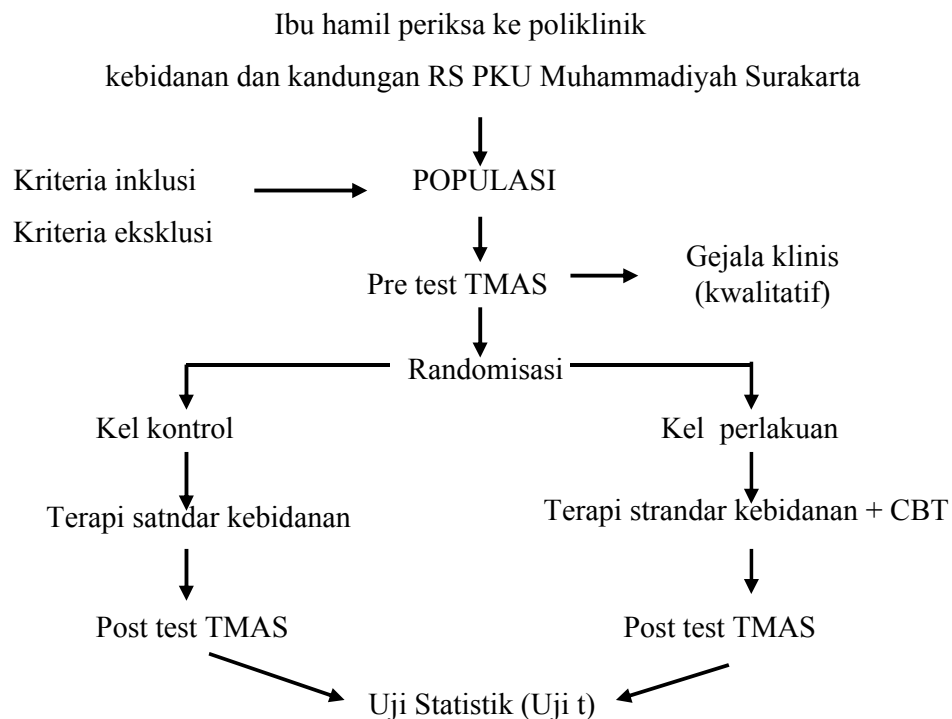 Ibu hamil periksa ke poliklinik
kebidanan dan kandungan RS PKU Muhammadiyah Surakarta
Kriteria inklusi
Kriteria eksklusi
POPULASI
Pre test TMAS
Gejala klinis
(kwalitatif)
Randomisasi
Kel kontrol
Kel perlakuan
Terapi satndar kebidanan
Terapi strandar kebidanan + CBT
Post test TMAS
Post test TMAS
Uji Statistik (Uji t)